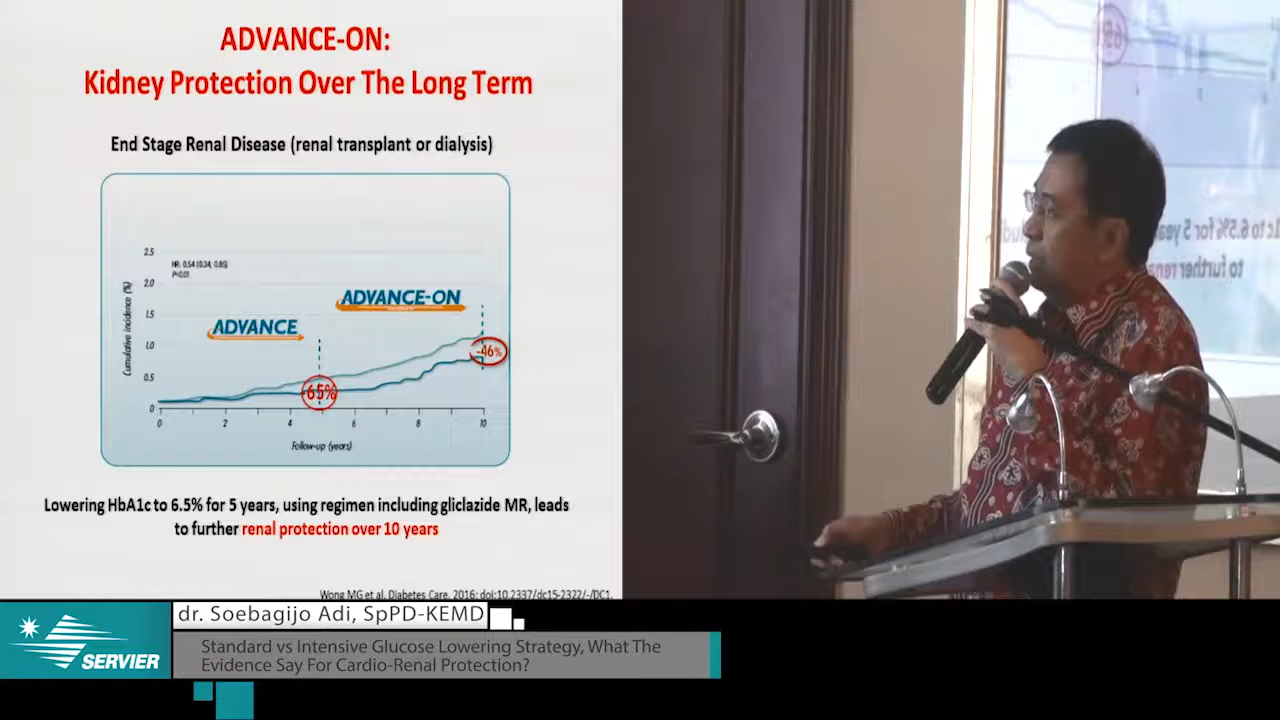 ADVANCE-ON:
Kidney Protection Over The Long Term
End Stage Renal Disease (renal transplant or dialysis)
2.5
HR: 0.54 (0.34, 0.85)
P<0.01
2.0
ADVANCE-ON
1.5
ADVANCE
1.0
-46%
0.5
6.5%
0
0 2 4 6 8 10
Cumulative incidence (%)
Follow-up (years)
Lowering HbA1c to 6.5% for 5 years, using regimen including gliclazide MR, leads
to further renal protection over 10 years
Wong MG et al. Diabetes Care. 2016; doi:10.2337/dc15-2322/-/DC1.
dr. Soebagijo Adi, SpPD-KEMD
SERVIER
Standard vs Intensive Glucose Lowering Strategy, What The
Evidence Say For Cardio-Renal Protection?